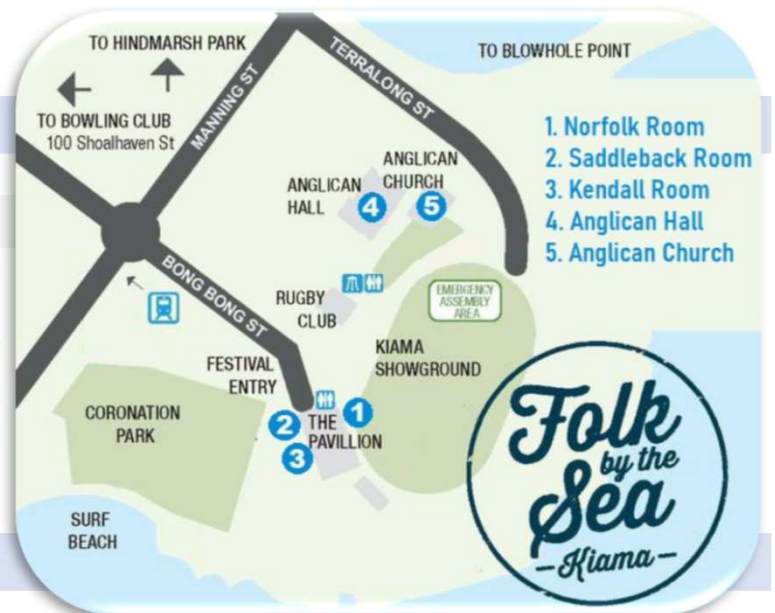 TO HINDMARSH PARK
TO BOWLING CLUB
100 Shoalhaven St
MANNING ST
TERRALONG ST
TO BLOWHOLE POINT
1. Norfolk Room
2. Saddleback Room
3. Kendall Room
4. Anglican Hall
5. Anglican Church
ANGLICAN
CHURCH
5
ANGLICAN
HALL
4
BONG BONG ST
RUGBY
CLUB
EMERGENCY
ASSEMBLY
AREA
KIAMA
SHOWGROUND
FESTIVAL
ENTRY
CORONATION
PARK
1
2
THE
PAVILLION
3
SURF
BEACH
Folk
by the
Sea
- Kiama -